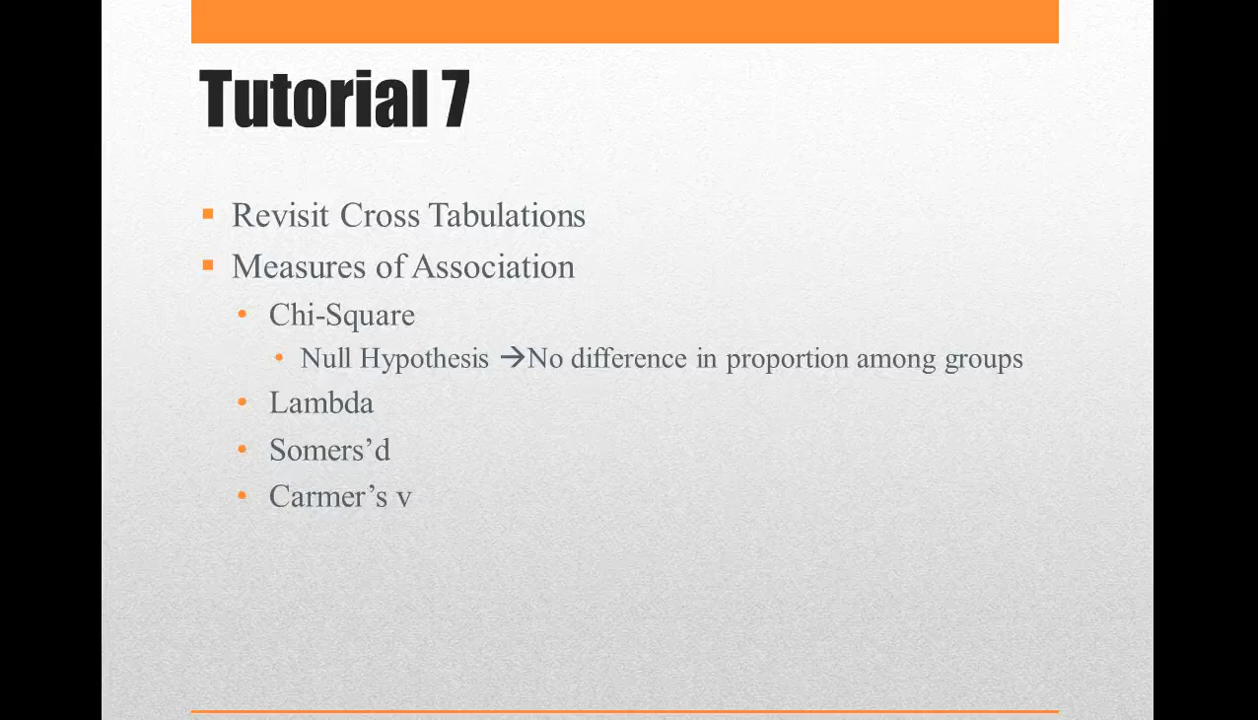 Tutorial 7
▪ Revisit Cross Tabulations
▪ Measures of Association
• Chi-Square
• Null Hypothesis →No difference in proportion among groups
• Lambda
• Somers’d
• Carmer’s v